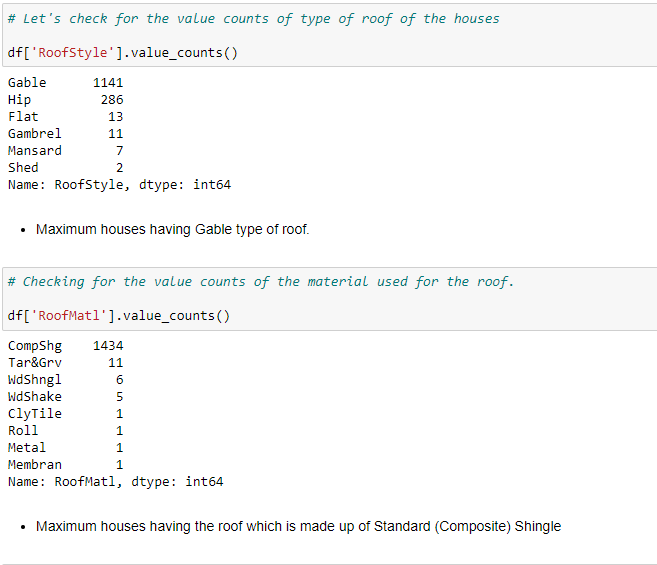 # Let's check for the value counts of type of roof of the houses
df['RoofStyle'].value_counts()
Gable 1141
Hip 286
Flat 13
Gambrel 11
Mansard 7
Shed 2
Name: RoofStyle, dtype: int64
• Maximum houses having Gable type of roof.
# Checking for the value counts of the material used for the roof.
df['RoofMatl'].value_counts()
CompShg 1434
Tar&Grv 11
WdShngl 6
WdShake 5
ClyTile 1
Roll 1
Metal 1
Membran 1
Name: RoofMatl, dtype: int64
• Maximum houses having the roof which is made up of Standard (Composite) Shingle